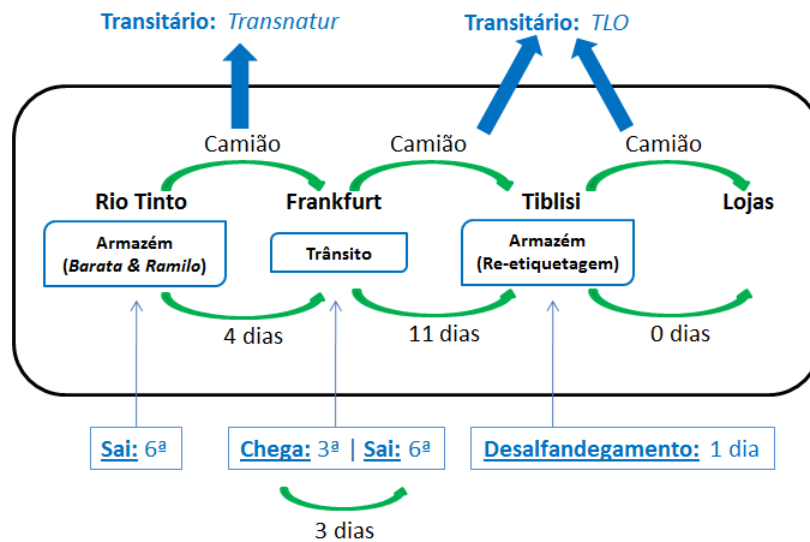 Transitário: Transnatur
Transitário: TLO
Camião
Camião
Camião
Rio Tinto
Frankfurt
Tiblisi
Lojas
Armazém
(Barata & Ramilo)
Trânsito
Armazém
(Re-etiquetagem)
4 dias
11 dias
0 dias
Sai: 6ª
Chega: 3ª | Sai: 6ª
Desalfandegamento: 1 dia
3 dias